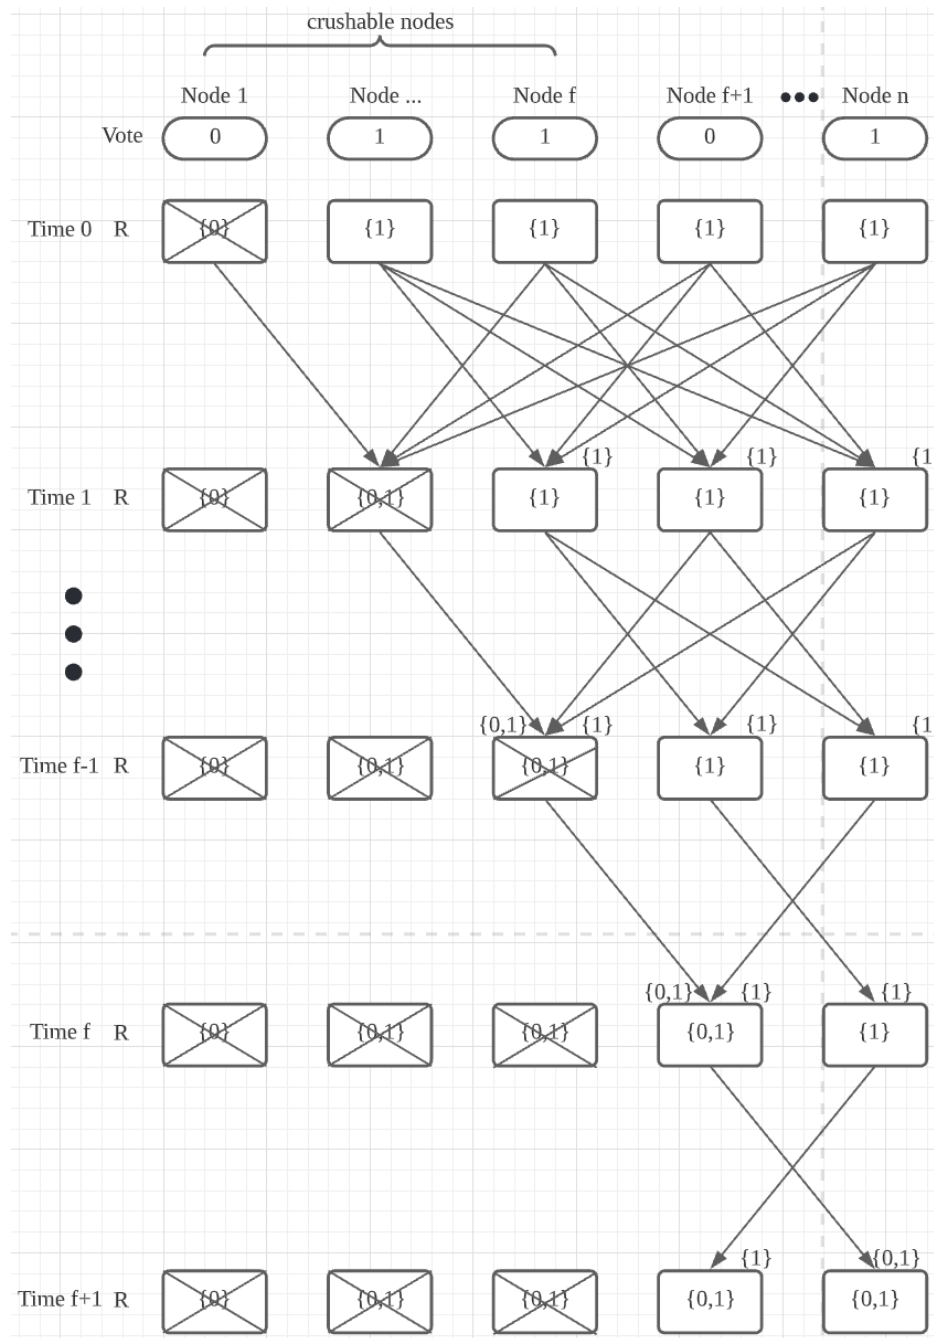 crushable nodes
Node 1 Node ... Node f Node f+1 Node n
Vote 0 1 1 0 1
Time 0 R {0} {1} {1} {1} {1}
{1} {1} {1
Time 1 R {0} {0,1} {1} {1} {1}
{0,1} {1} {1} {1
Time f-1 R {0} {0,1} {0,1} {1} {1}
{0,1} {1} {1}
Time f R {0} {0,1} {0,1} {0,1} {1}
{1} {0,1}
Time f+1 R {0} {0,1} {0,1} {0,1} {0,1}